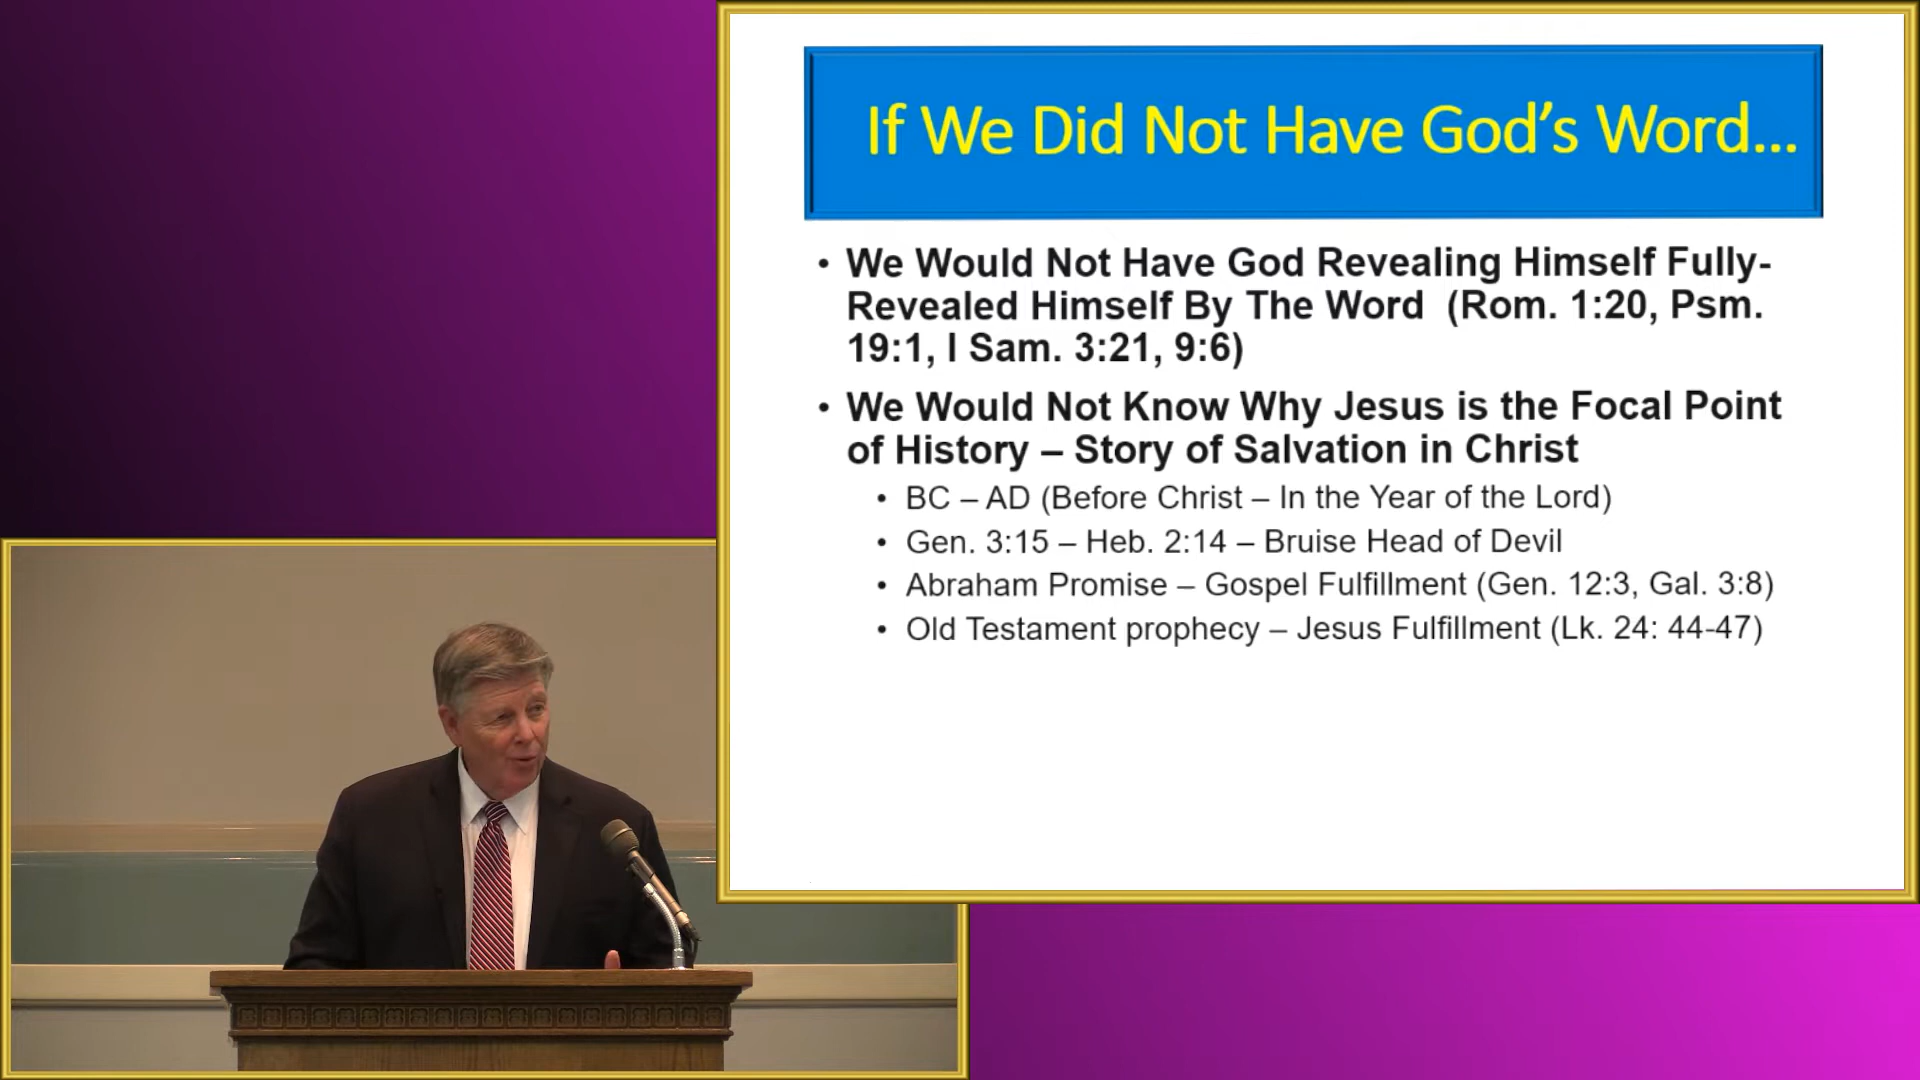 If We Did Not Have God’s Word...
• We Would Not Have God Revealing Himself Fully-
Revealed Himself By The Word  (Rom. 1:20, Psm.
19:1, I Sam. 3:21, 9:6)
• We Would Not Know Why Jesus is the Focal Point
of History – Story of Salvation in Christ
• BC – AD (Before Christ – In the Year of the Lord)
• Gen. 3:15 – Heb. 2:14 – Bruise Head of Devil
• Abraham Promise – Gospel Fulfillment (Gen. 12:3, Gal. 3:8)
• Old Testament prophecy – Jesus Fulfillment (Lk. 24: 44-47)